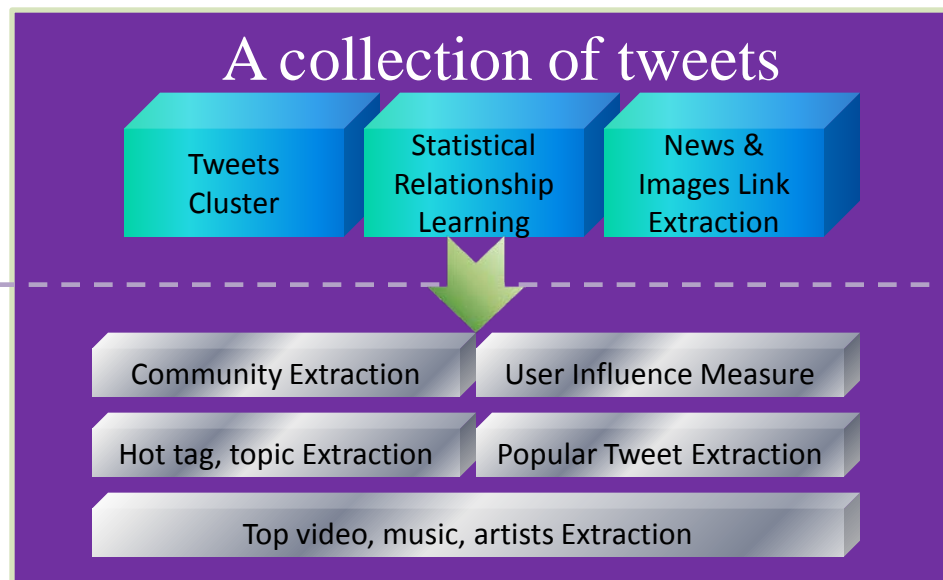 A collection of tweets
Tweets
Cluster
Statistical
Relationship
Learning
News &
Images Link
Extraction
Community Extraction
User Influence Measure
Hot tag, topic Extraction
Popular Tweet Extraction
Top video, music, artists Extraction